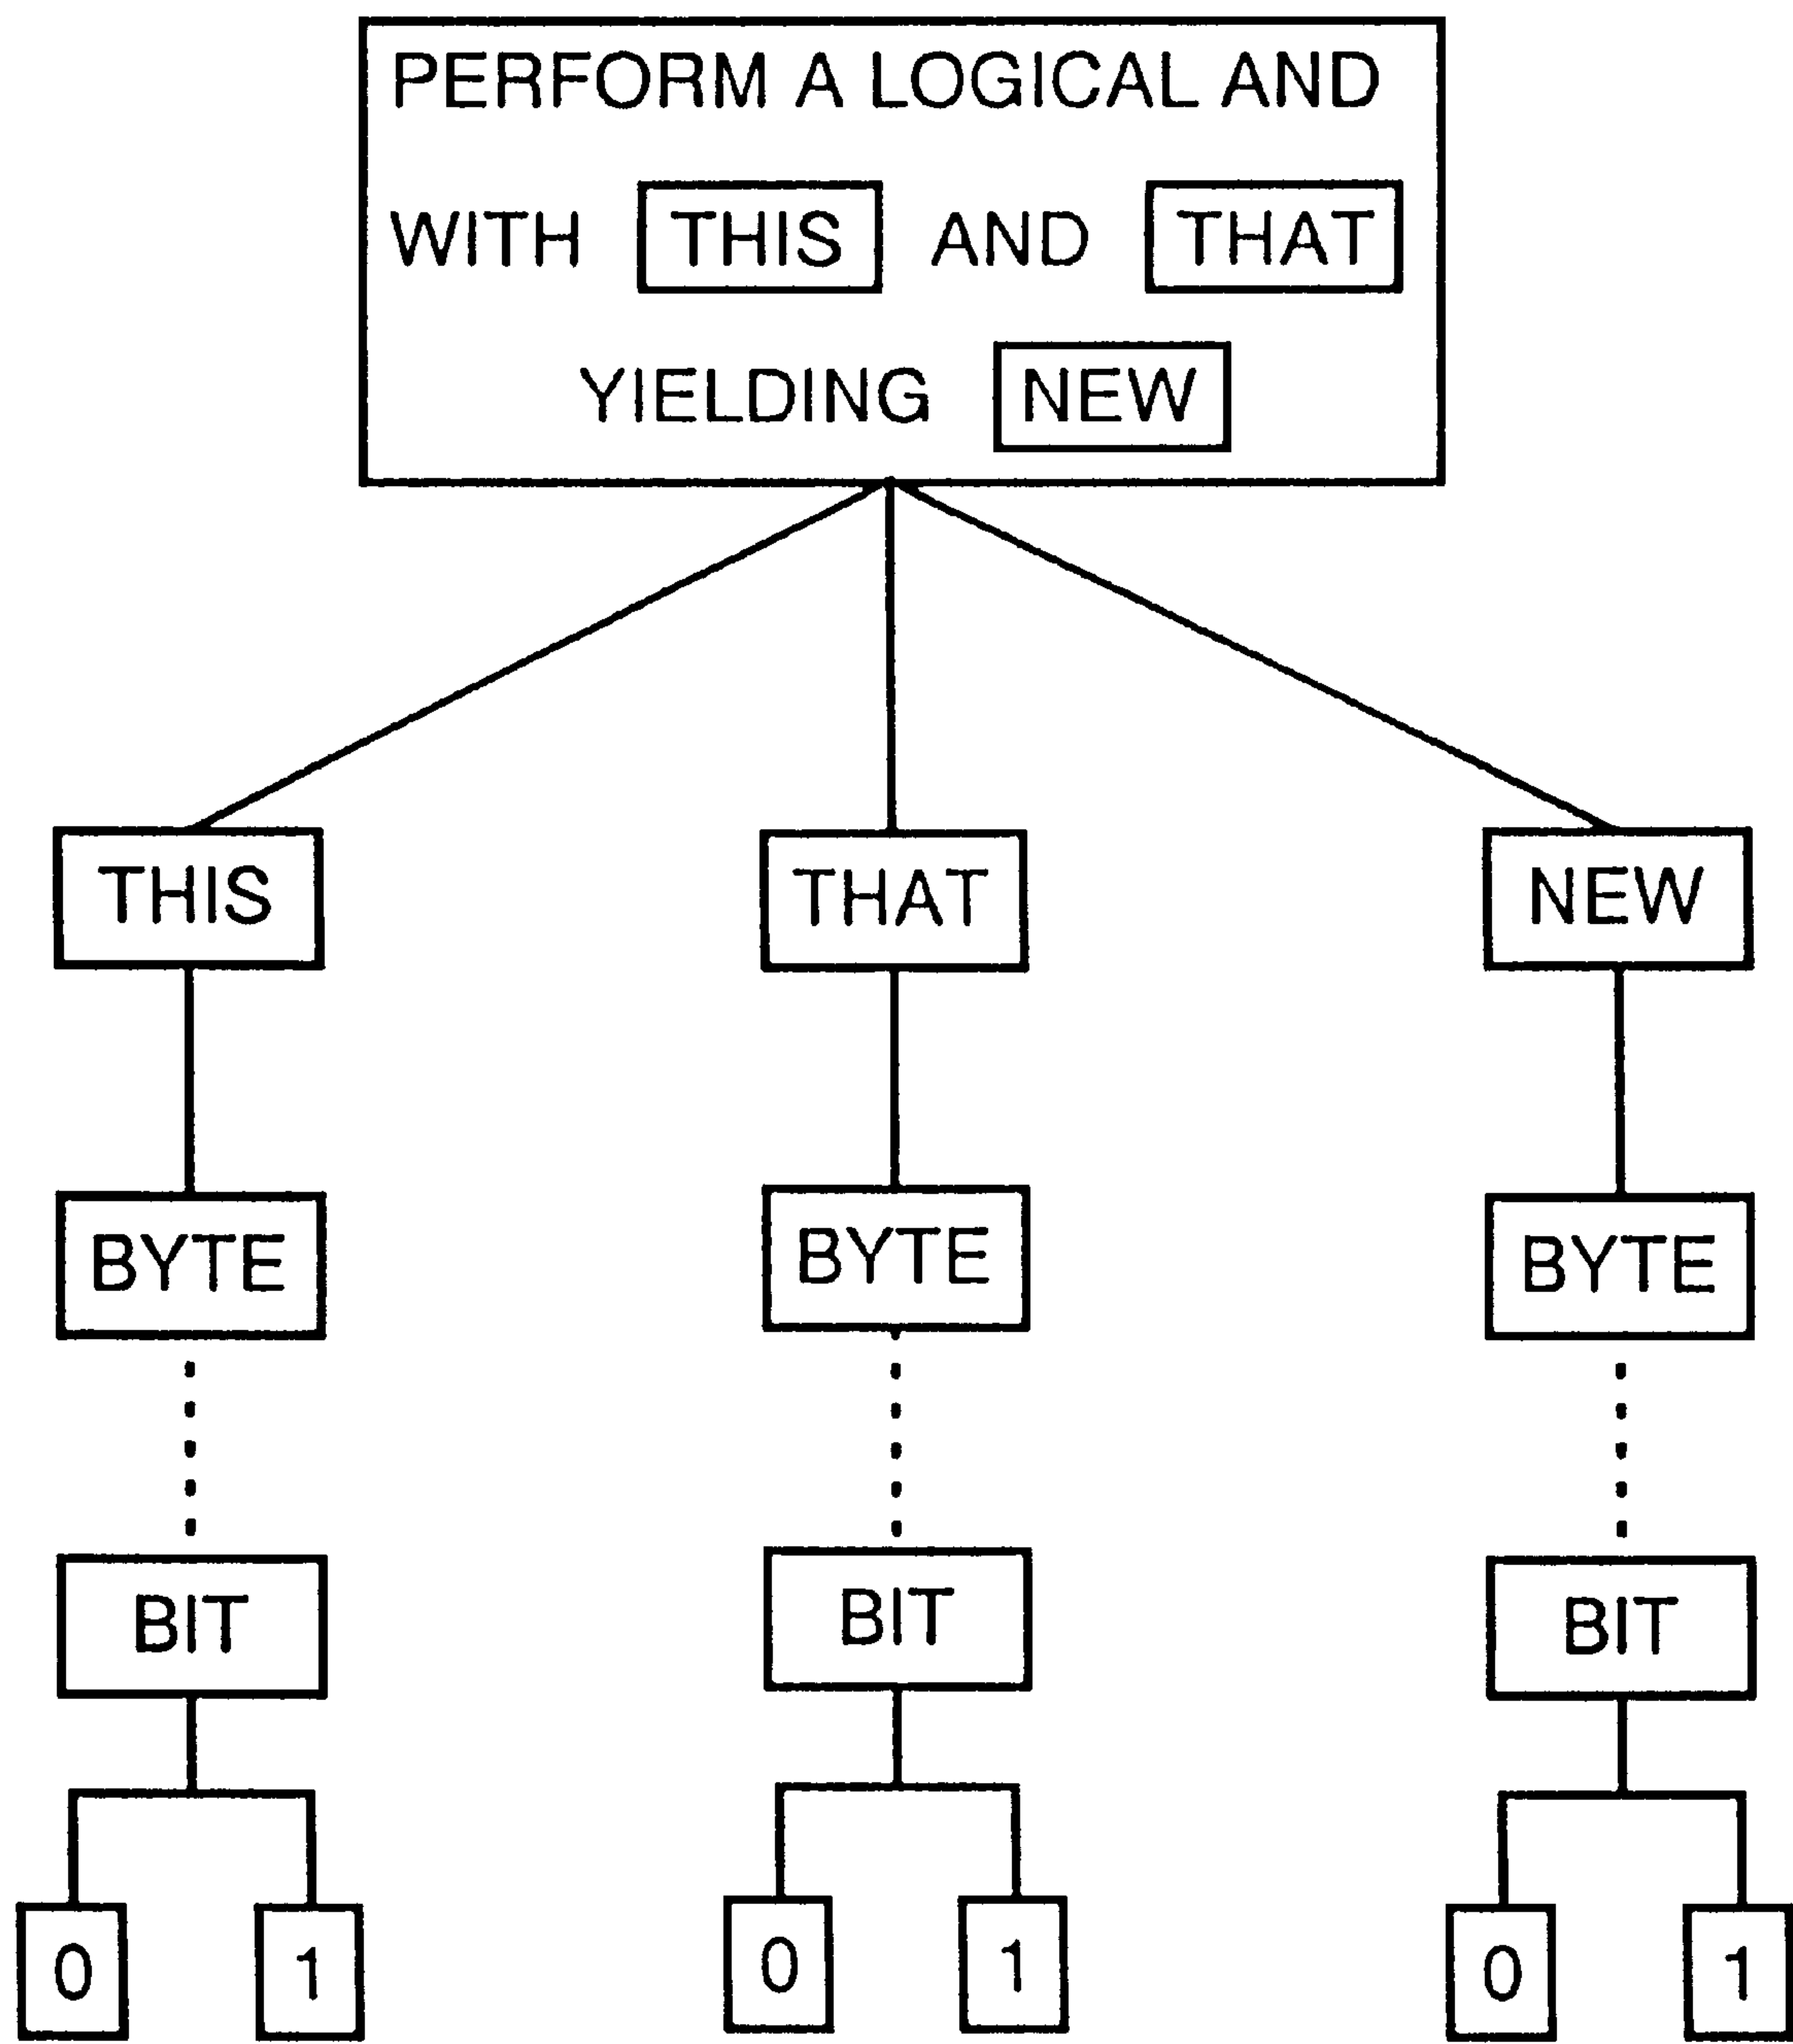 PERFORM A LOGICAL AND
WITH THIS AND THAT
YIELDING NEW
THIS THAT NEW
BYTE BYTE BYTE
BIT BIT BIT
0 1 0 1 0 1